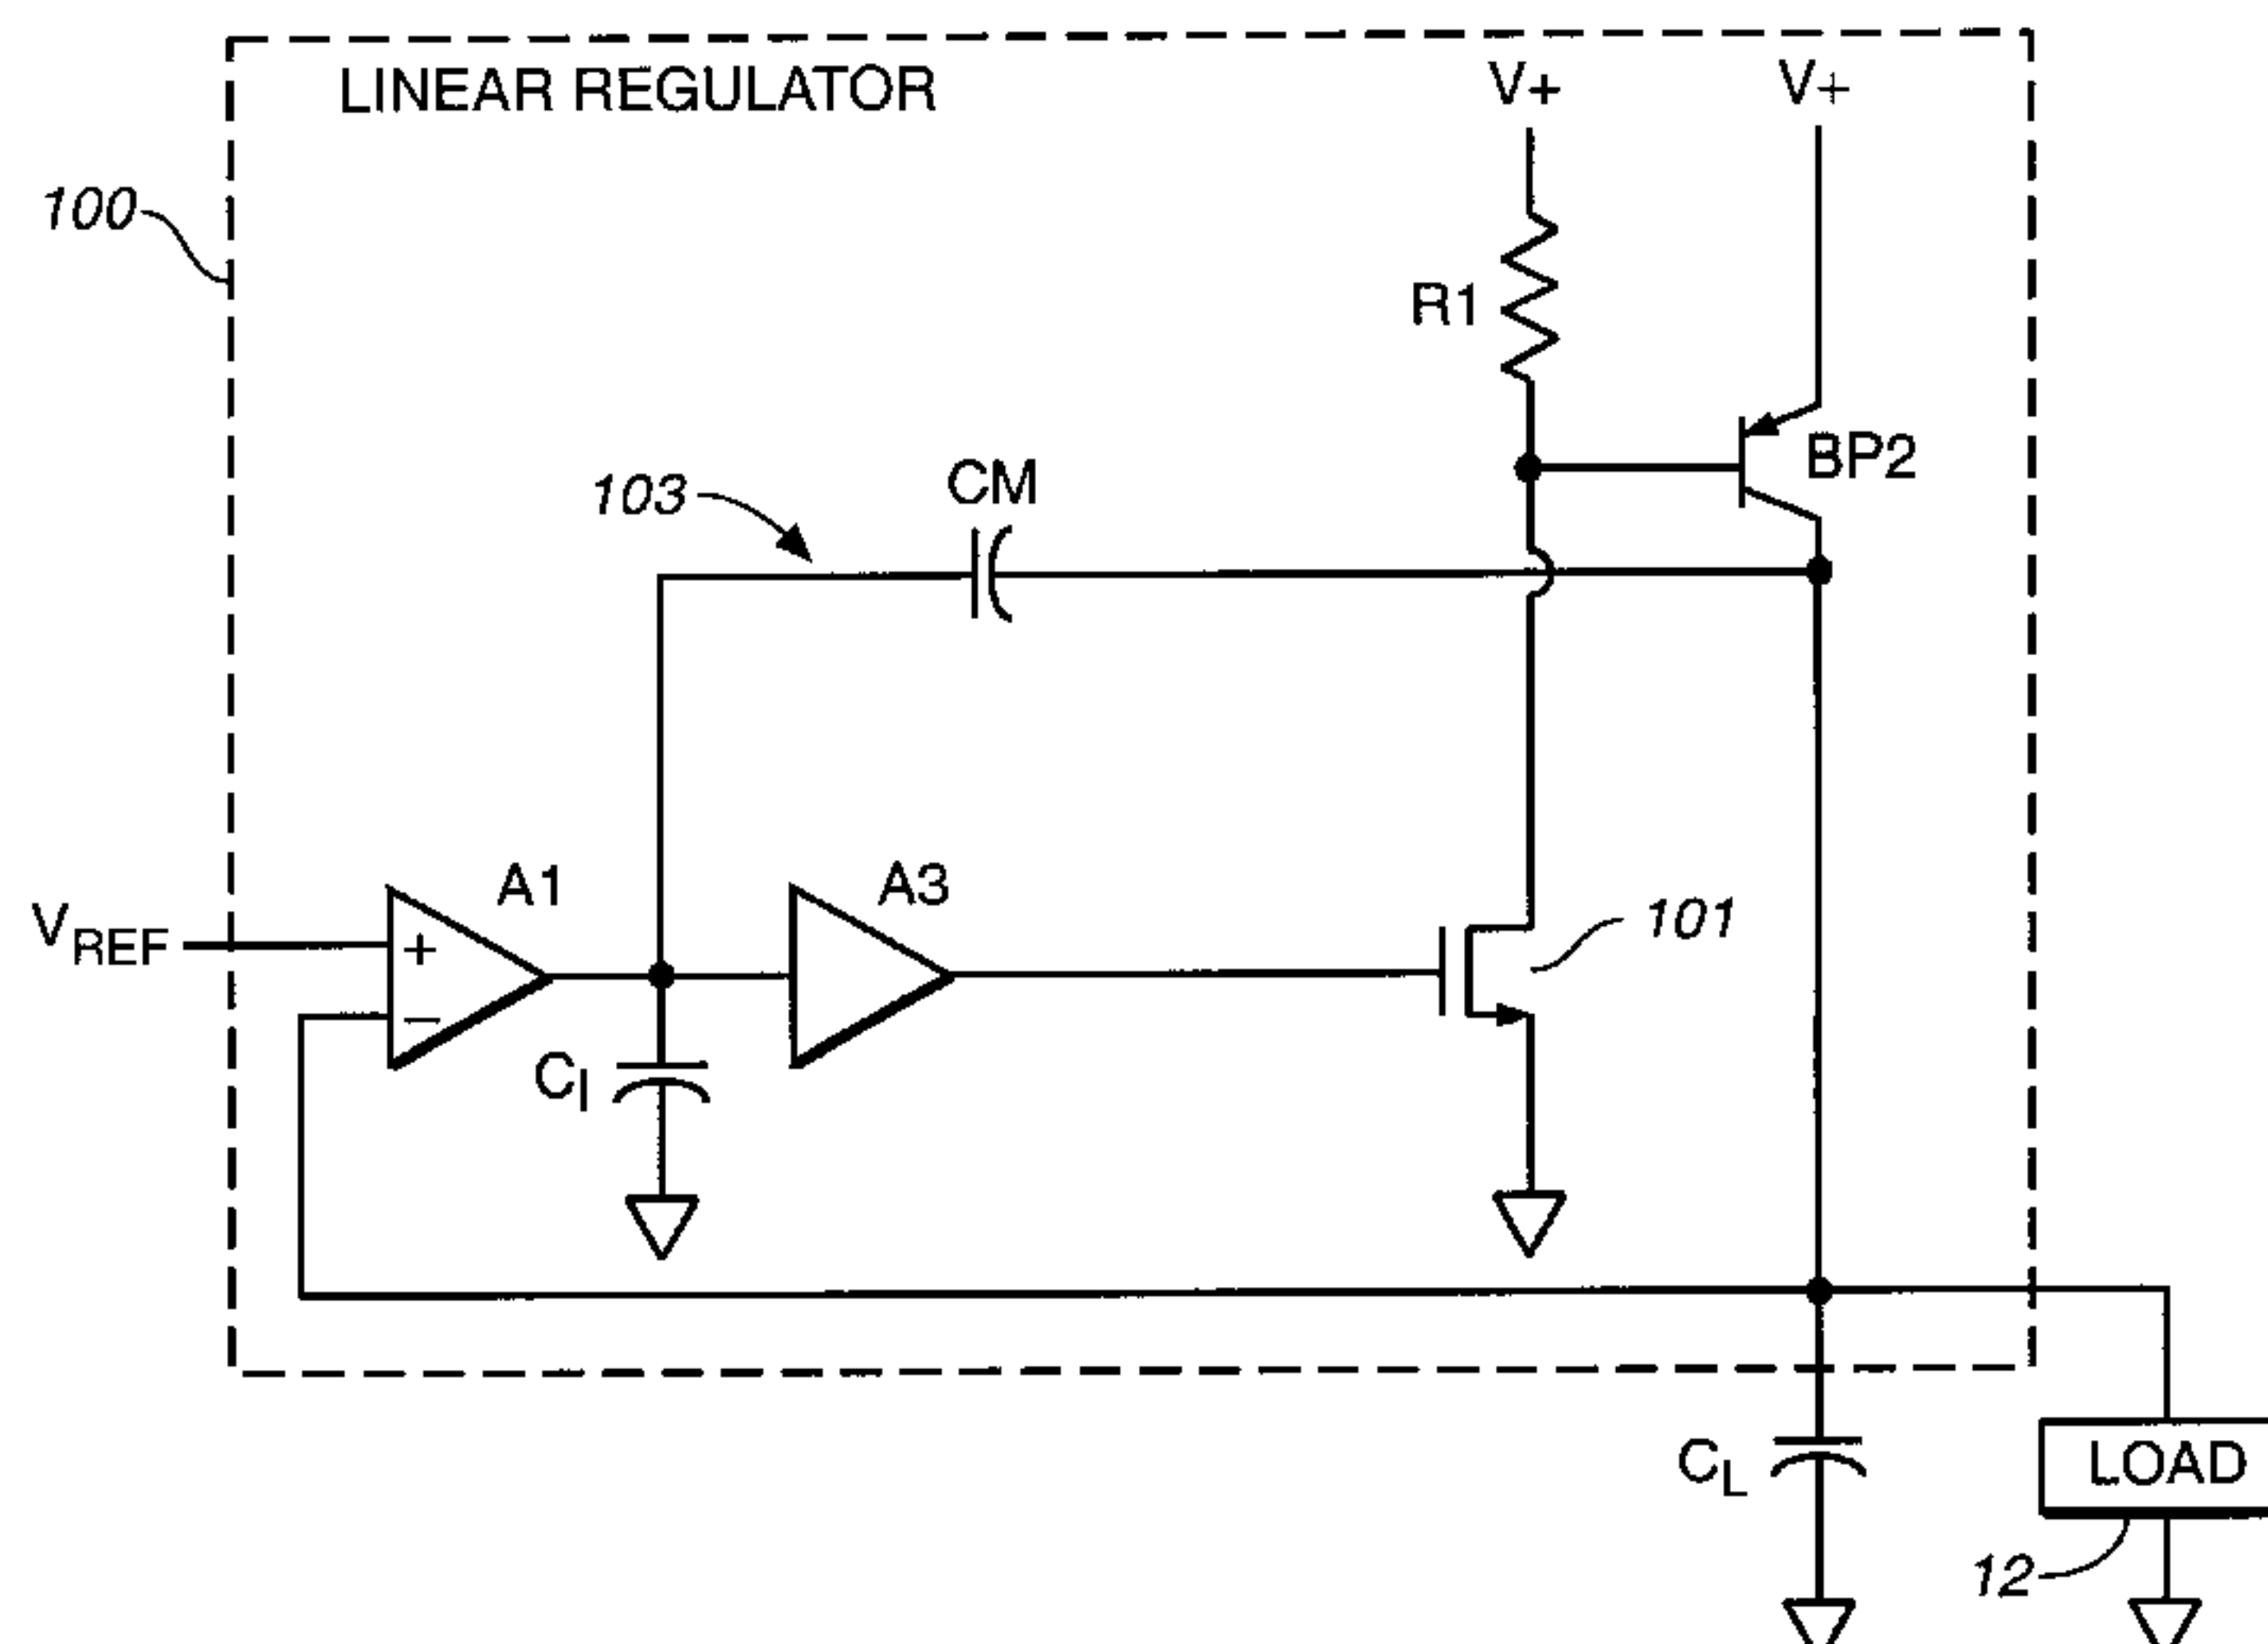 LINEAR REGULATOR
V+
V+
100
R1
BP2
103
CM
A1
A3
101
VREF
+
−
CI
CL
LOAD
12